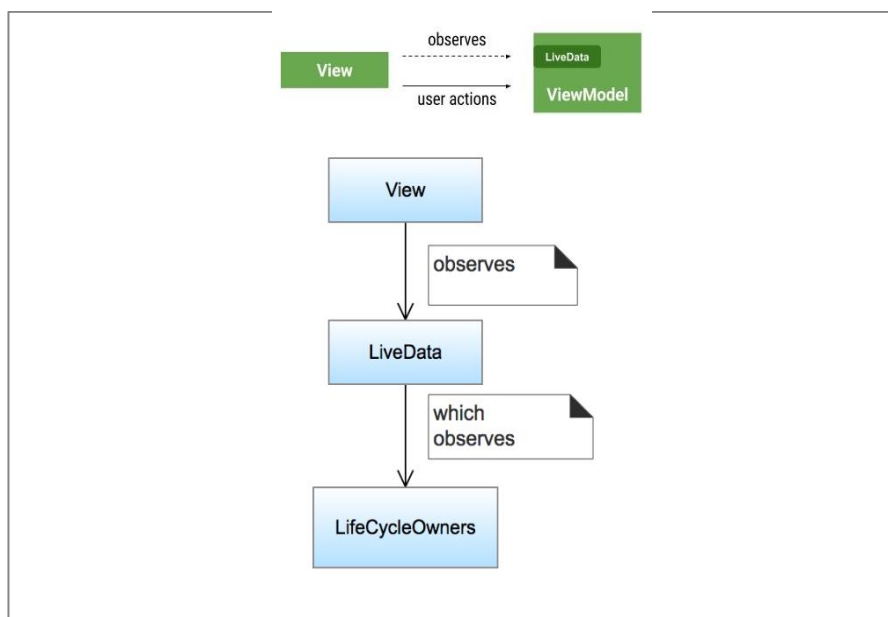 observes
View
LiveData
user actions
ViewModel
View
observes
LiveData
which
observes
LifeCycleOwners